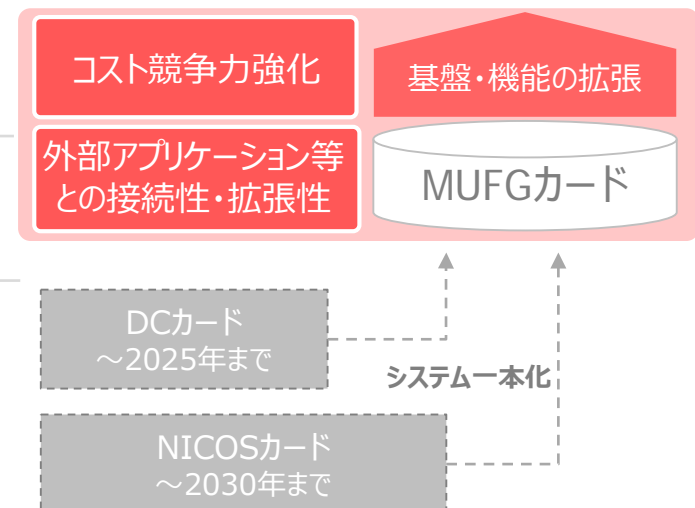 コスト競争力強化
基盤・機能の拡張
外部アプリケーション等
との接続性・拡張性
MUFGカード
DCカード
～2025年まで
システム一本化
NICOSカード
～2030年まで